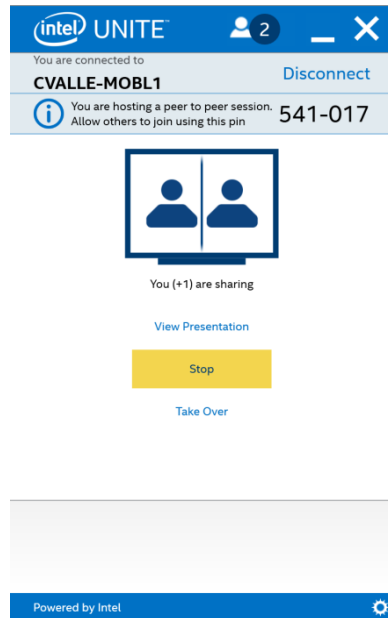 (intel) UNITE™
2
You are connected to
CVALLE-MOBL1
Disconnect
You are hosting a peer to peer session.
Allow others to join using this pin
541-017
You (+1) are sharing
View Presentation
Stop
Take Over
Powered by Intel